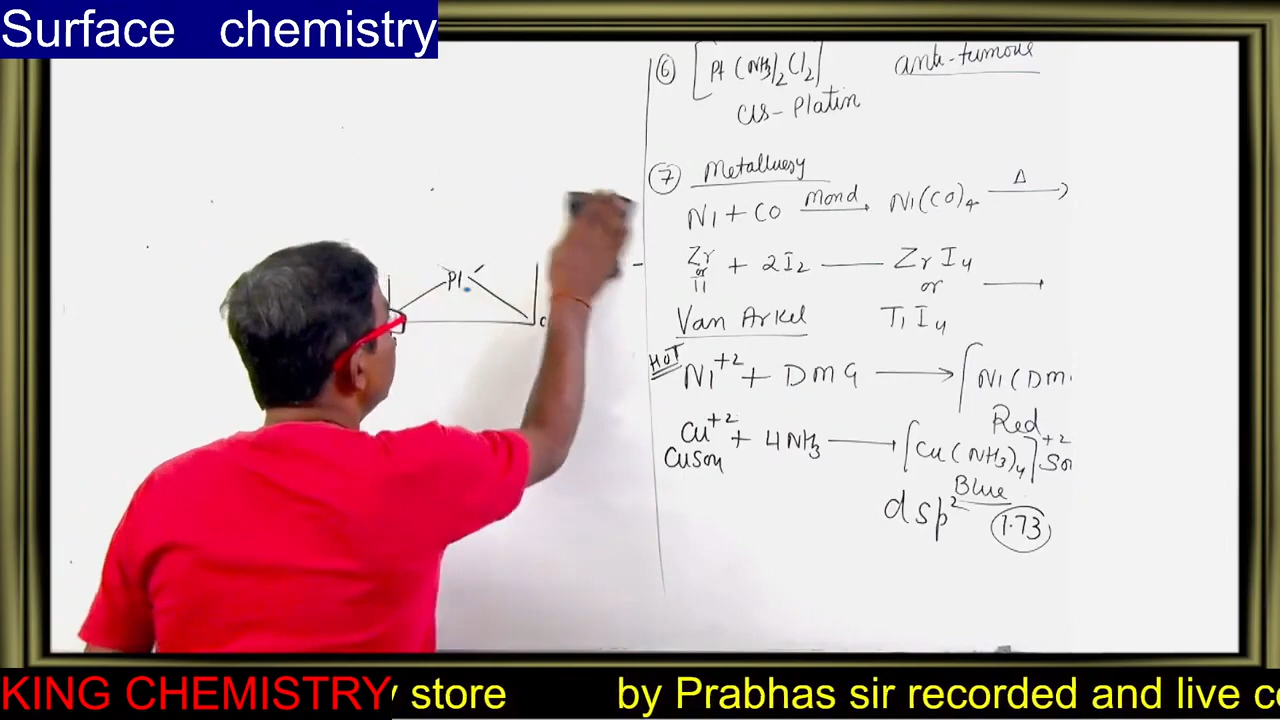 Surface chemistry
⑥ [Pt(NH3)2Cl2] anti-tumour
Cis-Platin
⑦ Metallurgy
Ni + CO Mond → Ni(CO)4 Δ →
Zr or Ti + 2I2 — ZrI4 or →
Van Arkel TiI4
HOT
Ni+2 + DMG → [Ni(Dm
Red
Cu+2 + 4NH3 → [Cu(NH3)4]+2 So
CuSO4
Blue
dsp2 1.73
Pt
KING CHEMISTRY y store by Prabhas sir recorded and live co